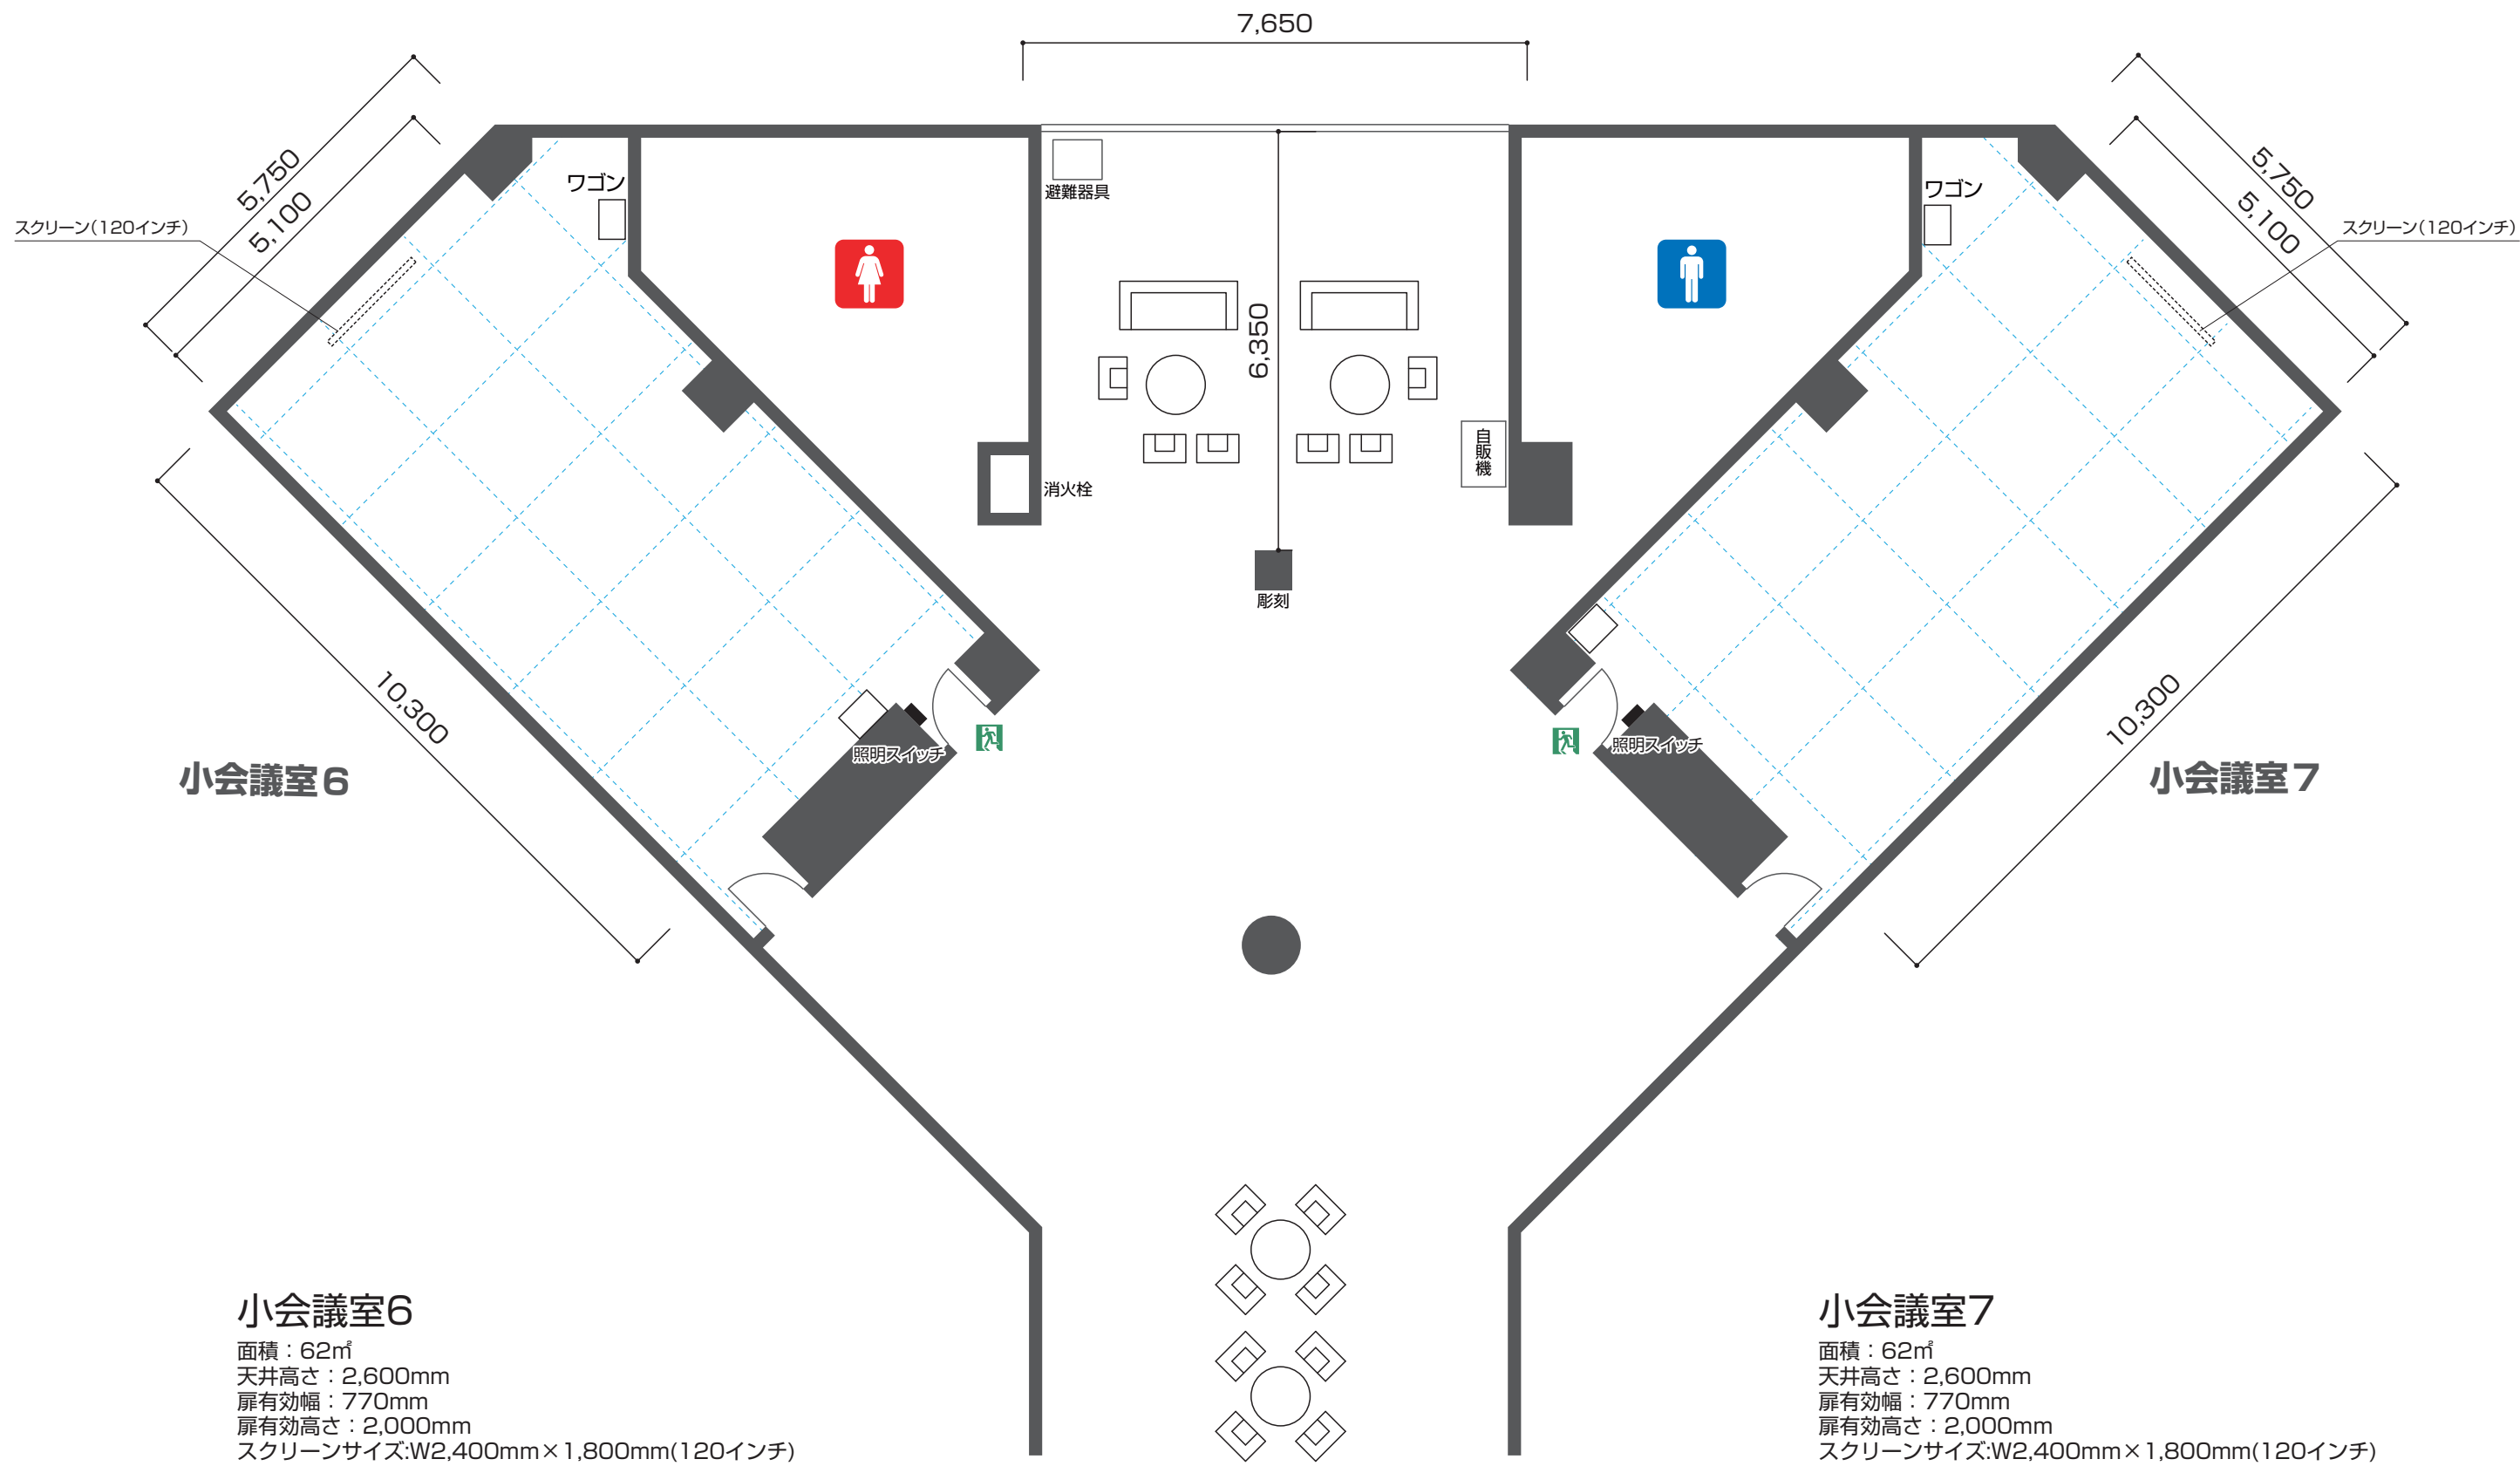 7,650
5,750
5,100
スクリーン(120インチ)
ワゴン
避難器具
6,350
自販機
消火栓
彫刻
ワゴン
5,750
5,100
スクリーン(120インチ)
10,300
小会議室6
照明スイッチ
照明スイッチ
10,300
小会議室7
小会議室6
面積：62㎡
天井高さ：2,600mm
扉有効幅：770mm
扉有効高さ：2,000mm
スクリーンサイズ:W2,400mm×1,800mm(120インチ)
小会議室7
面積：62㎡
天井高さ：2,600mm
扉有効幅：770mm
扉有効高さ：2,000mm
スクリーンサイズ:W2,400mm×1,800mm(120インチ)